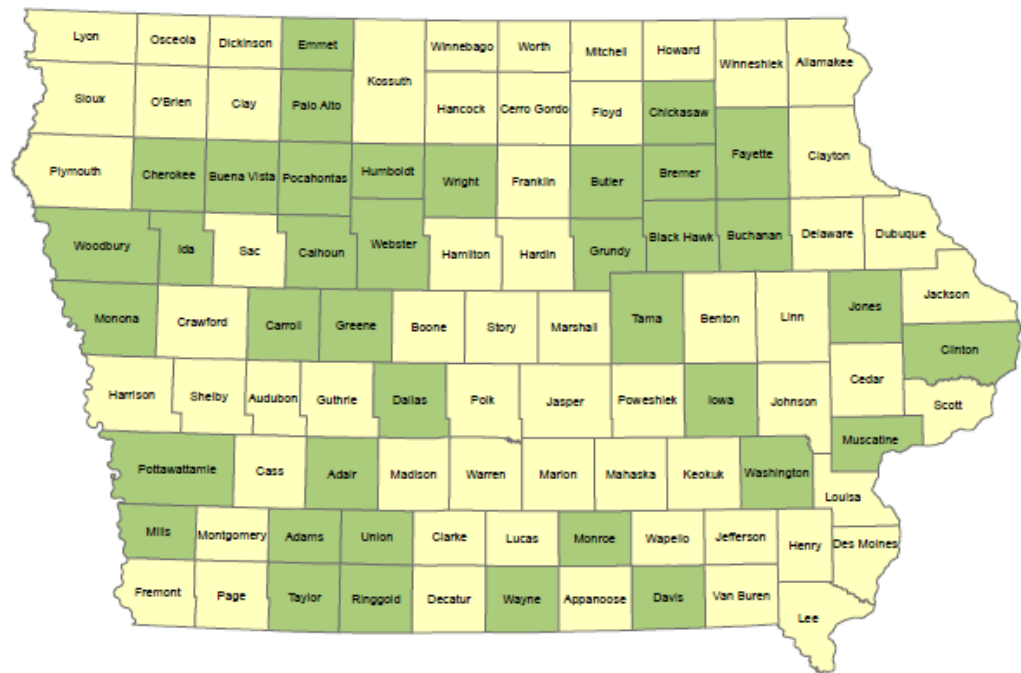 Lyon
Osceola
Dickinson
Emmet
Kossuth
Winnebago
Worth
Mitchell
Howard
Winneshiek
Allamakee
Sioux
O'Brien
Clay
Palo Alto
Hancock
Cerro Gordo
Floyd
Chickasaw
Fayette
Clayton
Plymouth
Cherokee
Buena Vista
Pocahontas
Humboldt
Wright
Franklin
Butler
Bremer
Woodbury
Ida
Sac
Calhoun
Webster
Hamilton
Hardin
Grundy
Black Hawk
Buchanan
Delaware
Dubuque
Monona
Crawford
Carroll
Greene
Boone
Story
Marshall
Tama
Benton
Linn
Jones
Jackson
Clinton
Harrison
Shelby
Audubon
Guthrie
Dallas
Polk
Jasper
Poweshiek
Iowa
Johnson
Cedar
Scott
Muscatine
Pottawattamie
Cass
Adair
Madison
Warren
Marion
Mahaska
Keokuk
Washington
Louisa
Mills
Montgomery
Adams
Union
Clarke
Lucas
Monroe
Wapello
Jefferson
Henry
Des Moines
Fremont
Page
Taylor
Ringgold
Decatur
Wayne
Appanoose
Davis
Van Buren
Lee